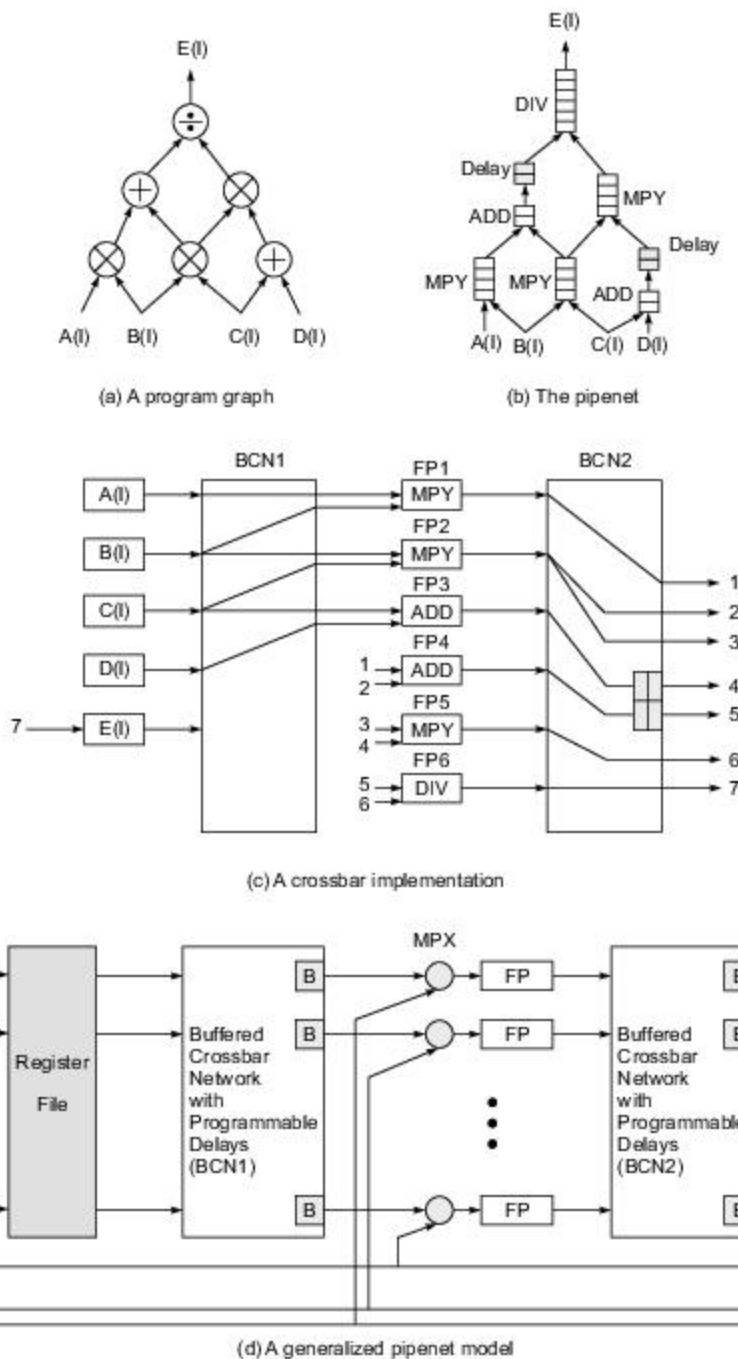 E(I)
A(I) B(I) C(I) D(I)
(a) A program graph
E(I)
DIV
Delay
MPY
ADD
Delay
MPY MPY
ADD
A(I) B(I) C(I) D(I)
(b) The pipenet
BCN1 BCN2
FP1
A(I) MPY
FP2
B(I) MPY
1
FP3
2
C(I) ADD
3
FP4
D(I) 1 ADD
2
4
FP5
5
7 E(I) 3 MPY
4
6
FP6
5 DIV
6
7
(c) A crossbar implementation
MPX
B FP
Register
File
Buffered
Crossbar
Network
with
Programmable
Delays
(BCN1)
B FP
B FP
Buffered
Crossbar
Network
with
Programmable
Delays
(BCN2)
(d) A generalized pipenet model